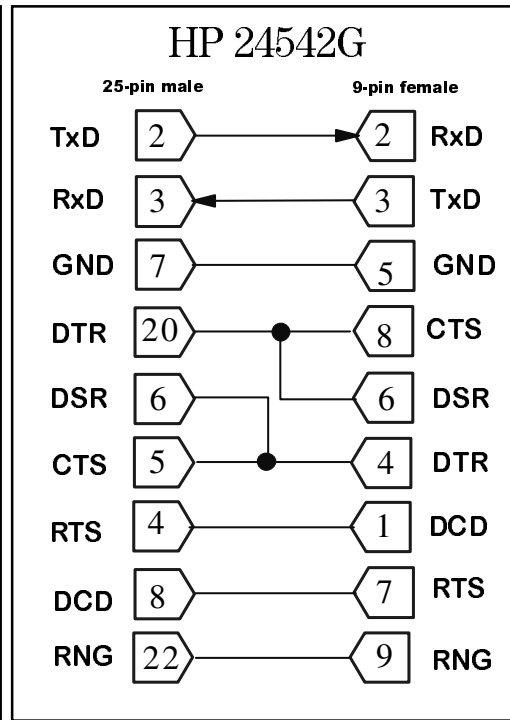 HP 24542G
25-pin male 9-pin female
TxD 2 2 RxD
RxD 3 3 TxD
GND 7 5 GND
DTR 20 8 CTS
DSR 6 6 DSR
CTS 5 4 DTR
RTS 4 1 DCD
DCD 8 7 RTS
RNG 22 9 RNG